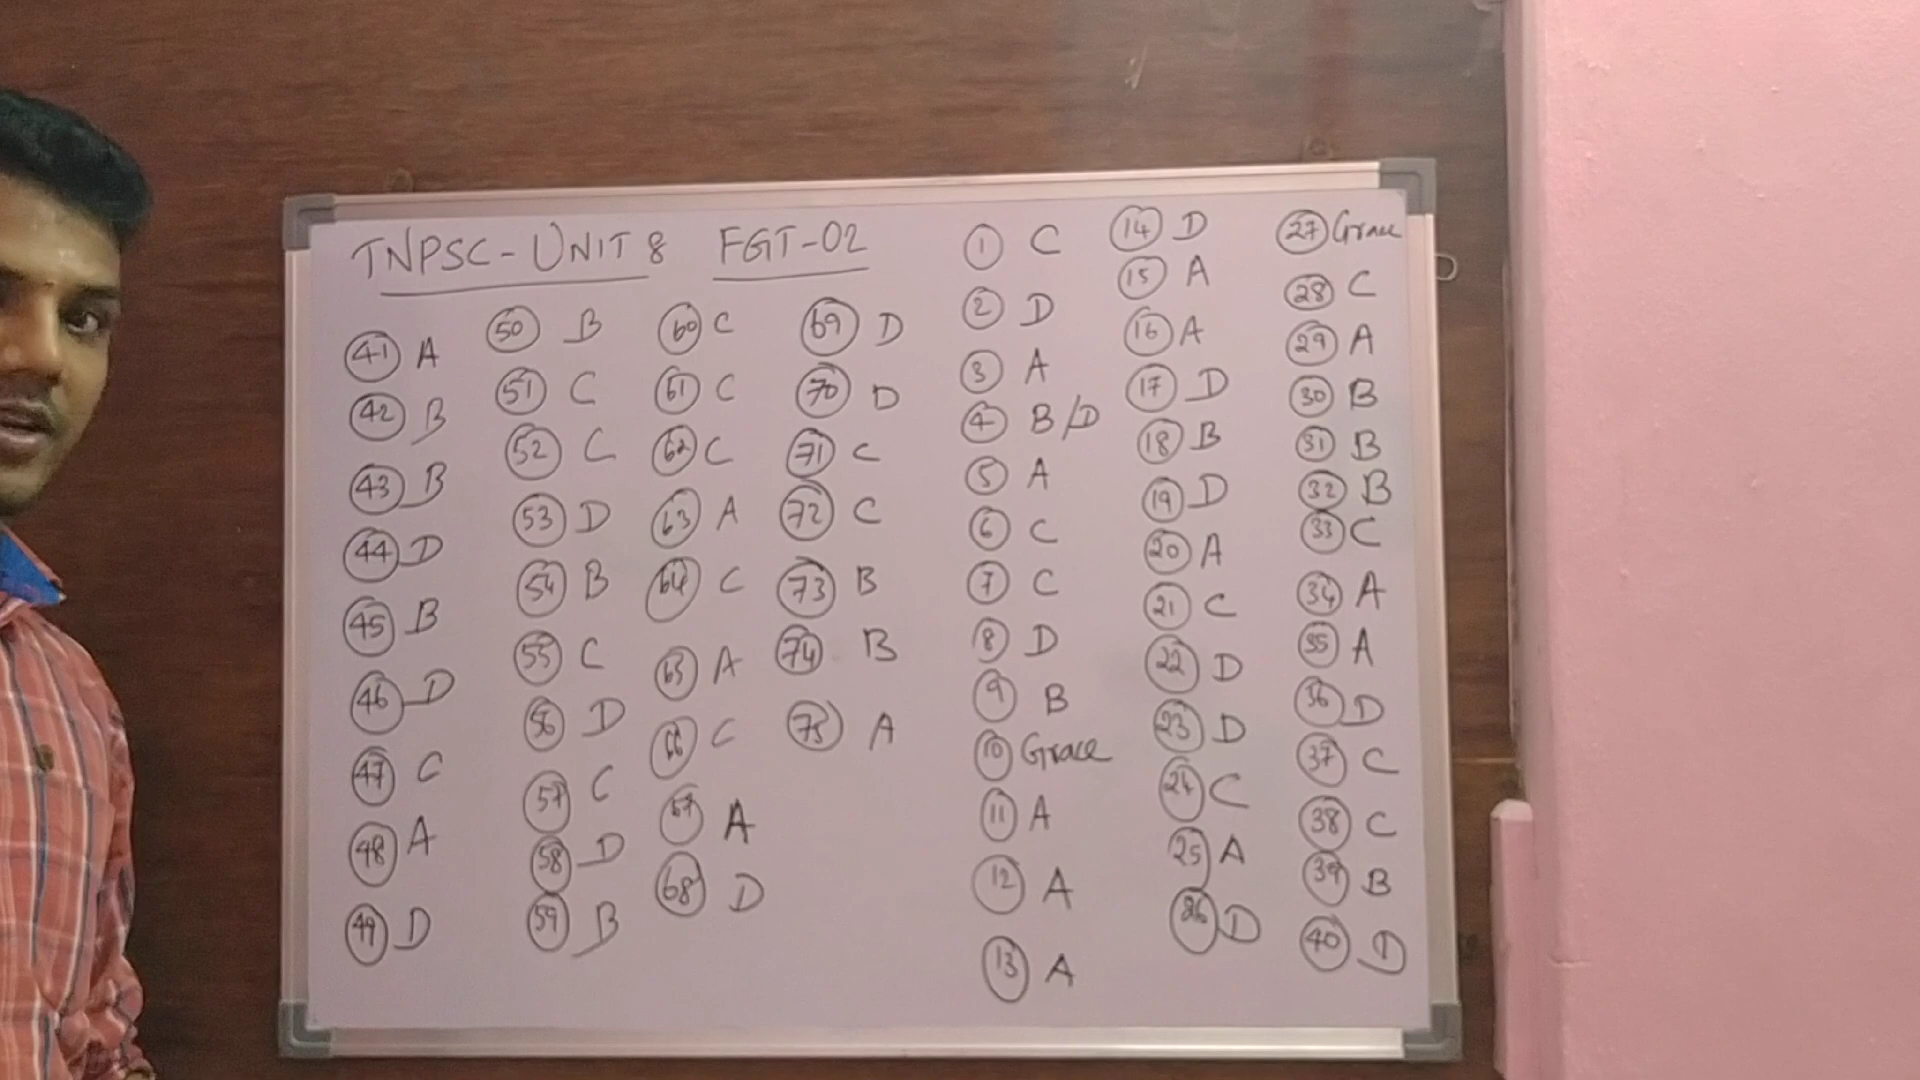 TNPSC - UNIT 8 FGT-02
41 A
42 B
43 B
44 D
45 B
46 D
47 C
48 A
49 D
50 B
51 C
52 C
53 D
54 B
55 C
56 D
57 C
58 D
59 B
60 C
61 C
62 C
63 A
64 C
65 A
66 C
67 A
68 D
69 D
70 D
71 C
72 C
73 B
74 B
75 A
1 C
2 D
3 A
4 B/D
5 A
6 C
7 C
8 D
9 B
10 Grace
11 A
12 A
13 A
14 D
15 A
16 A
17 D
18 B
19 D
20 A
21 C
22 D
23 D
24 C
25 A
26 D
27 Grace
28 C
29 A
30 B
31 B
32 B
33 C
34 A
35 A
36 D
37 C
38 C
39 B
40 D